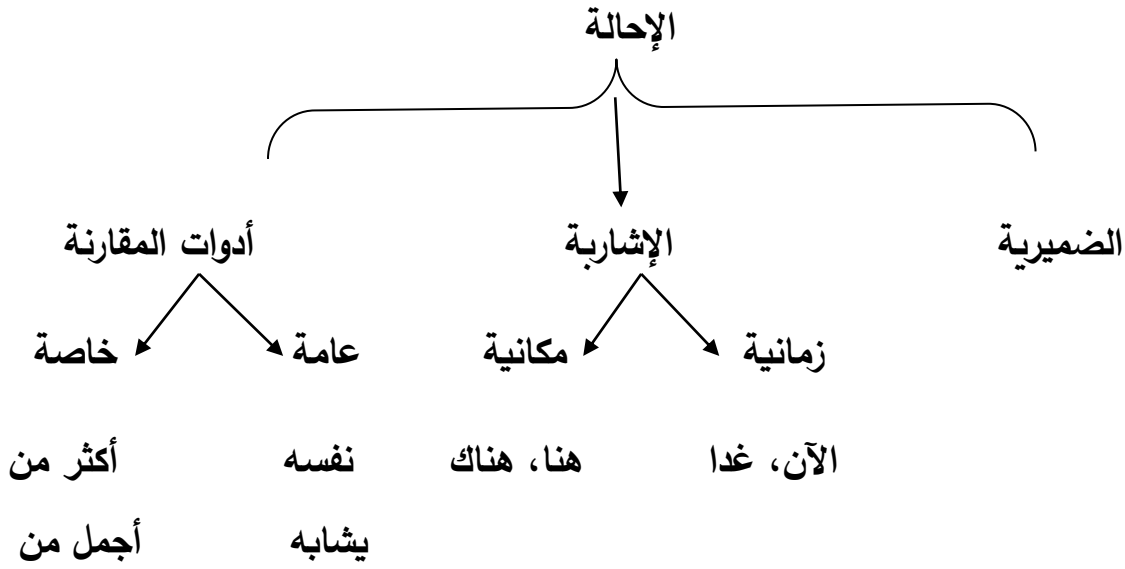 الإحالة
الضميرية الإشاربة أدوات المقارنة
زمانية مكانية عامة خاصة
الآن، غدا هنا، هناك نفسه أكثر من
يشابه أجمل من